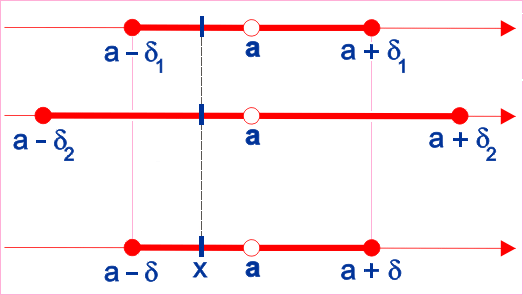 a - δ₁ a a + δ₁
a - δ₂ a a + δ₂
a - δ x a a + δ